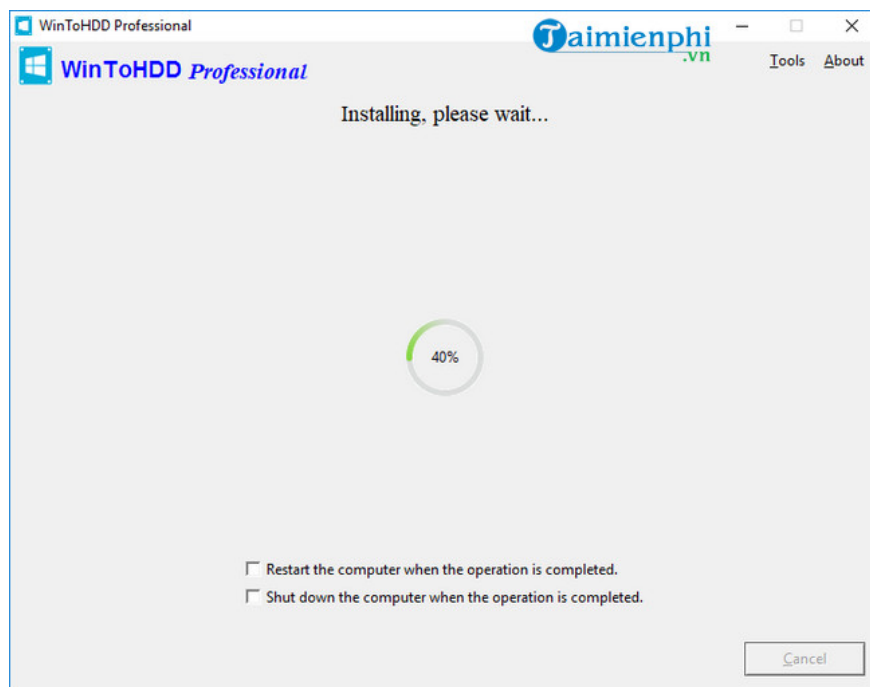 WinToHDD Professional
Taimienphi
.vn
WinToHDD Professional
Tools About
Installing, please wait...
40%
Restart the computer when the operation is completed.
Shut down the computer when the operation is completed.
Cancel